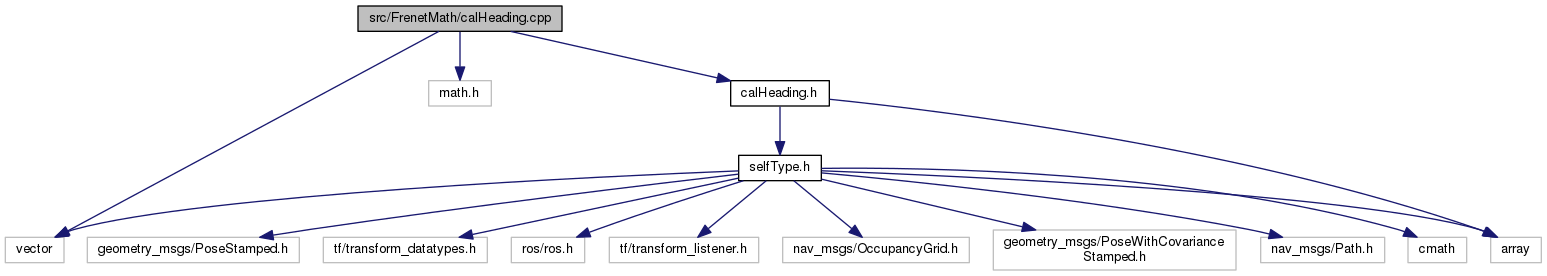 src/FrenetMath/calHeading.cpp
math.h
calHeading.h
selfType.h
vector
geometry_msgs/PoseStamped.h
tf/transform_datatypes.h
ros/ros.h
tf/transform_listener.h
nav_msgs/OccupancyGrid.h
geometry_msgs/PoseWithCovariance
Stamped.h
nav_msgs/Path.h
cmath
array